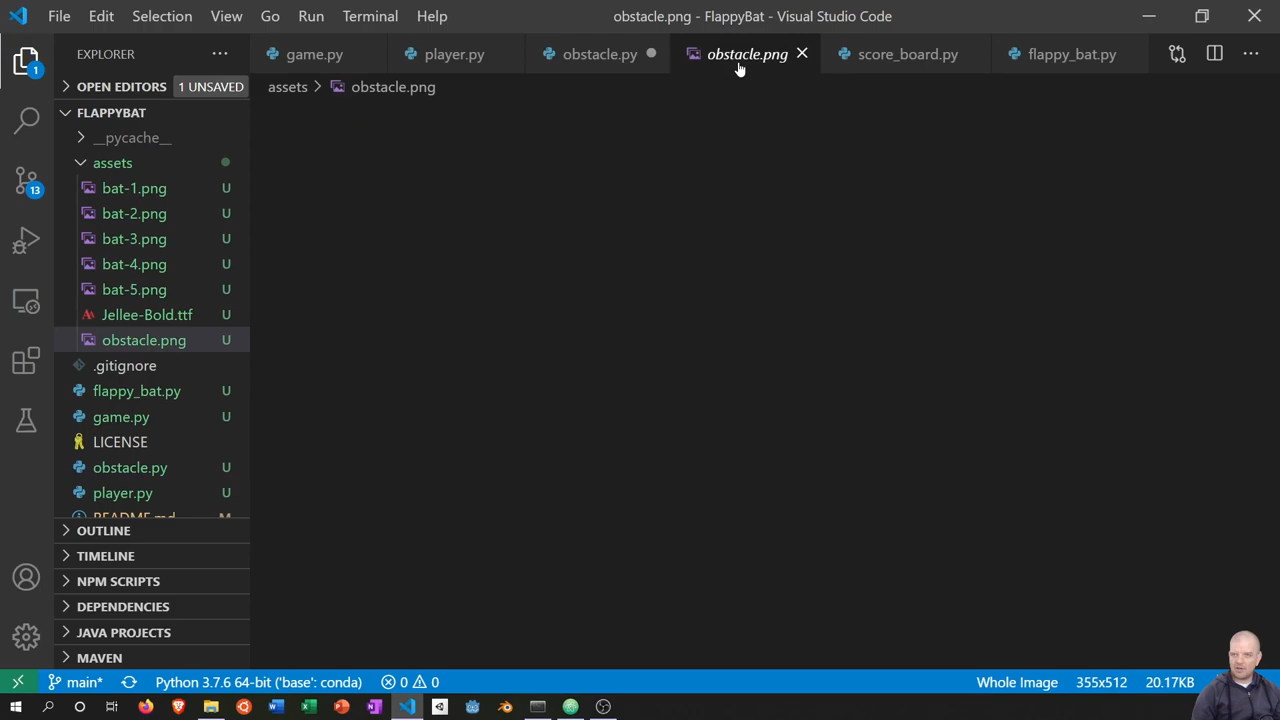 File Edit Selection View Go Run Terminal Help
obstacle.png - FlappyBat - Visual Studio Code
EXPLORER
game.py
player.py
obstacle.py
obstacle.png
score_board.py
flappy_bat.py
1
OPEN EDITORS 1 UNSAVED
assets obstacle.png
FLAPPYBAT
__pycache__
assets
13
bat-1.png U
bat-2.png U
bat-3.png U
bat-4.png U
bat-5.png U
Jellee-Bold.ttf U
obstacle.png U
.gitignore
flappy_bat.py U
game.py U
LICENSE
obstacle.py U
player.py U
README.md M
OUTLINE
TIMELINE
NPM SCRIPTS
DEPENDENCIES
JAVA PROJECTS
MAVEN
main* Python 3.7.6 64-bit ('base': conda) 0 0 Whole Image 355x512 20.17KB